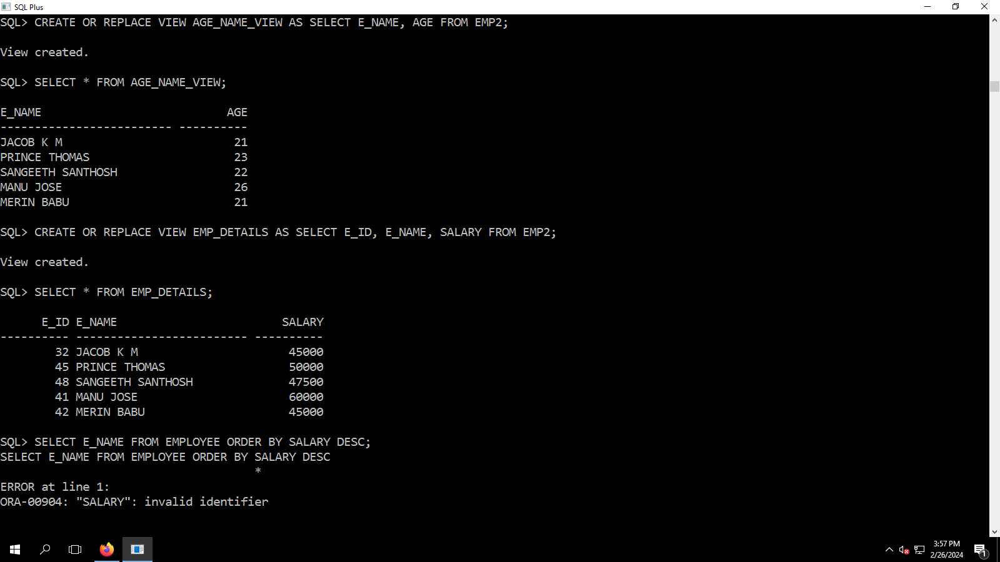 SQL Plus
SQL> CREATE OR REPLACE VIEW AGE_NAME_VIEW AS SELECT E_NAME, AGE FROM EMP2;
View created.
SQL> SELECT * FROM AGE_NAME_VIEW;
E_NAME                           AGE
------------------------- ----------
JACOB K M                         21
PRINCE THOMAS                     23
SANGEETH SANTHOSH                 22
MANU JOSE                         26
MERIN BABU                        21
SQL> CREATE OR REPLACE VIEW EMP_DETAILS AS SELECT E_ID, E_NAME, SALARY FROM EMP2;
View created.
SQL> SELECT * FROM EMP_DETAILS;
      E_ID E_NAME                        SALARY
---------- ------------------------- ----------
        32 JACOB K M                      45000
        45 PRINCE THOMAS                  50000
        48 SANGEETH SANTHOSH              47500
        41 MANU JOSE                      60000
        42 MERIN BABU                     45000
SQL> SELECT E_NAME FROM EMPLOYEE ORDER BY SALARY DESC;
SELECT E_NAME FROM EMPLOYEE ORDER BY SALARY DESC
                                     *
ERROR at line 1:
ORA-00904: "SALARY": invalid identifier
3:57 PM
2/26/2024
1